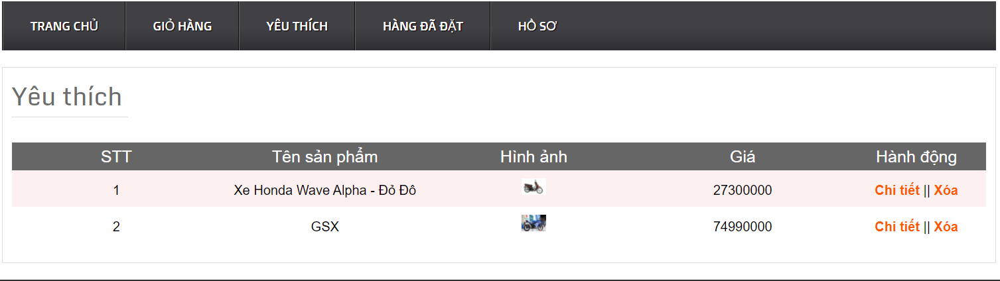 TRANG CHỦ GIỎ HÀNG YÊU THÍCH HÀNG ĐÃ ĐẶT HỒ SƠ
Yêu thích
STT Tên sản phẩm Hình ảnh Giá Hành động
1 Xe Honda Wave Alpha - Đỏ Đô 27300000 Chi tiết || Xóa
2 GSX 74990000 Chi tiết || Xóa